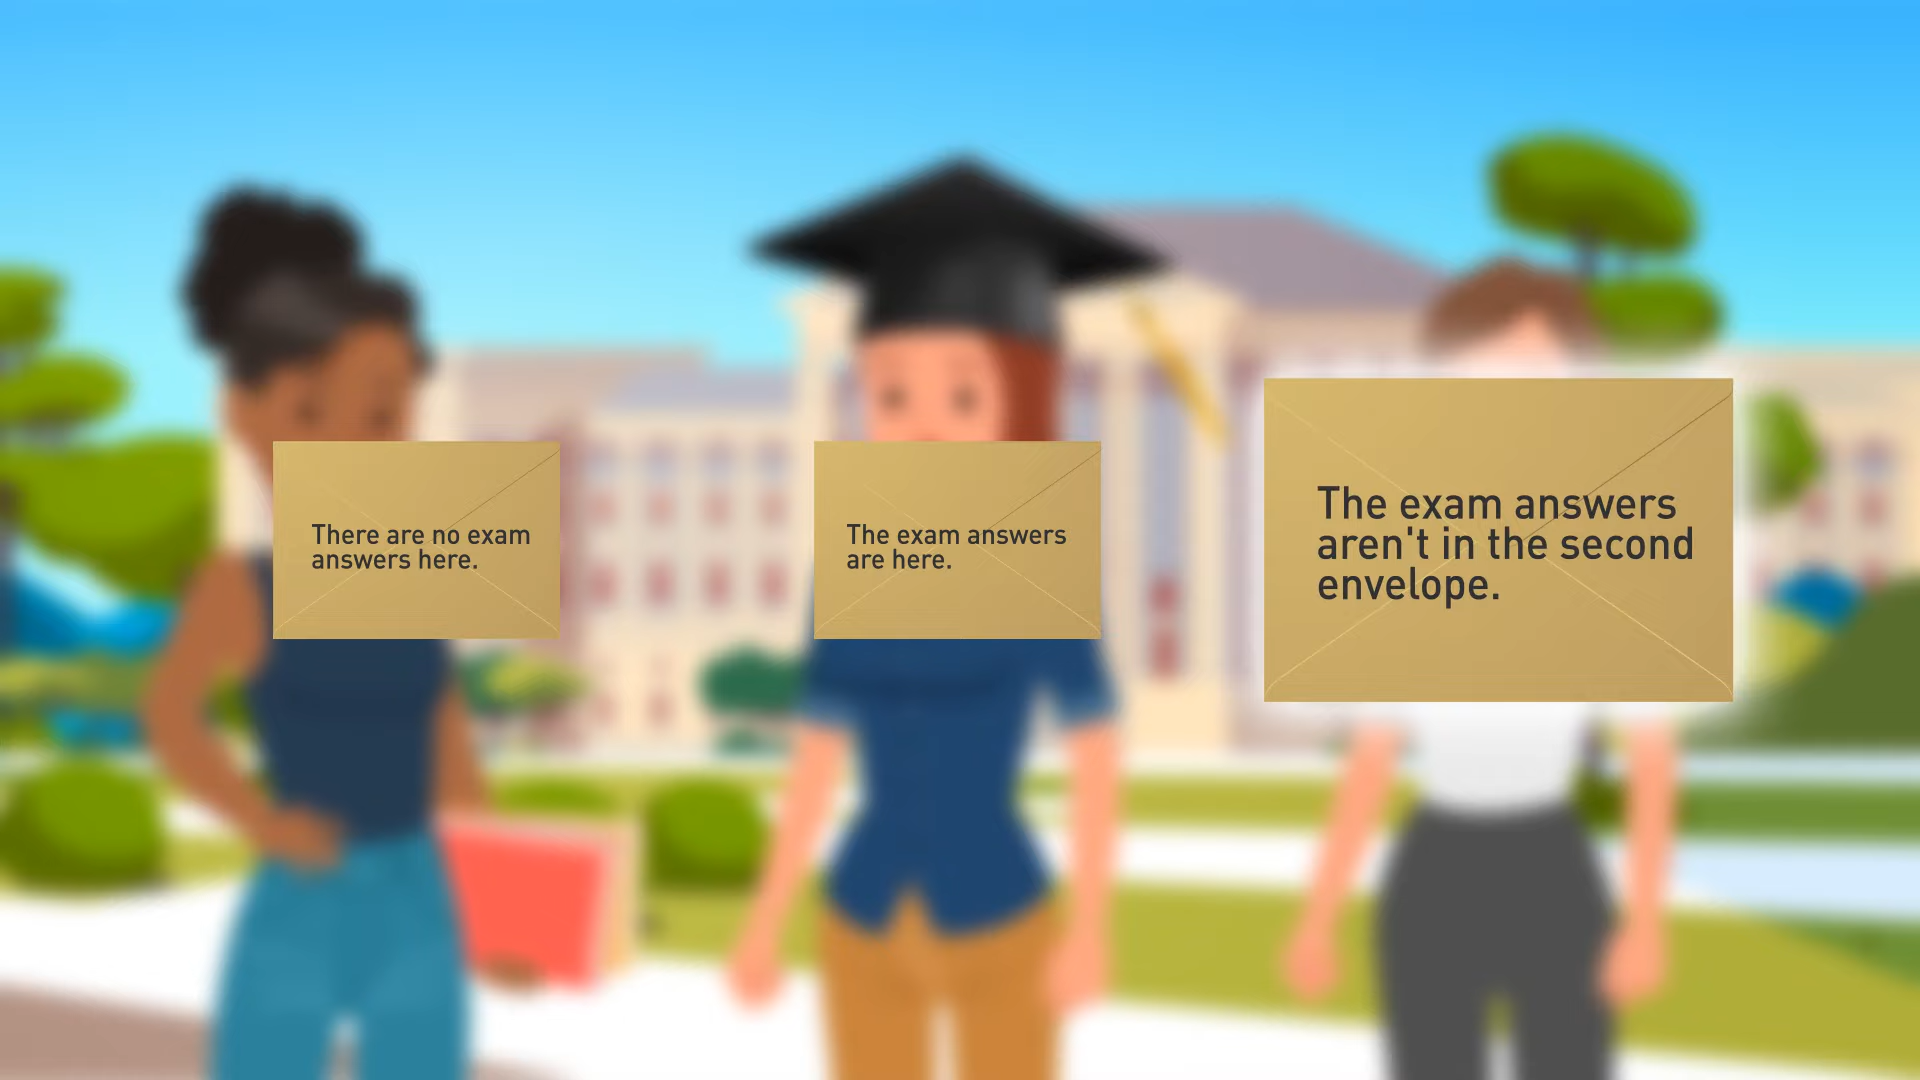 There are no exam
answers here.
The exam answers
are here.
The exam answers
aren't in the second
envelope.